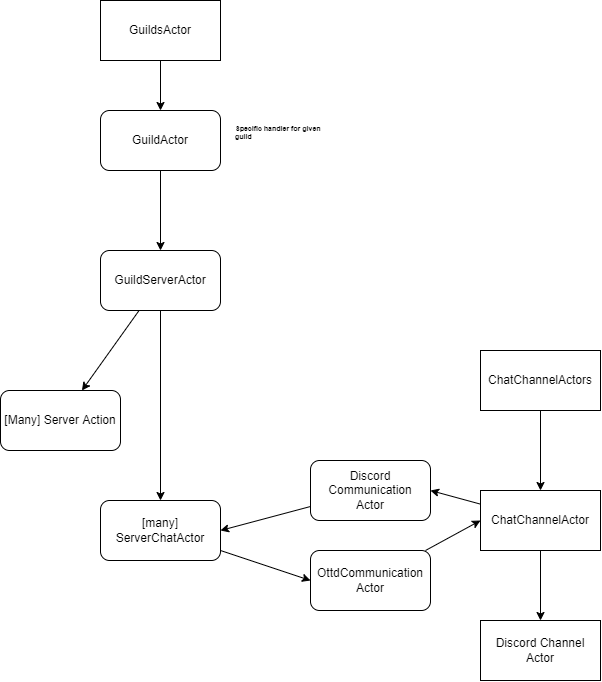 GuildsActor
GuildActor
Specific handler for given
guild
GuildServerActor
ChatChannelActors
[Many] Server Action
Discord
Communication
Actor
[many]
ServerChatActor
ChatChannelActor
OttdCommunication
Actor
Discord Channel
Actor